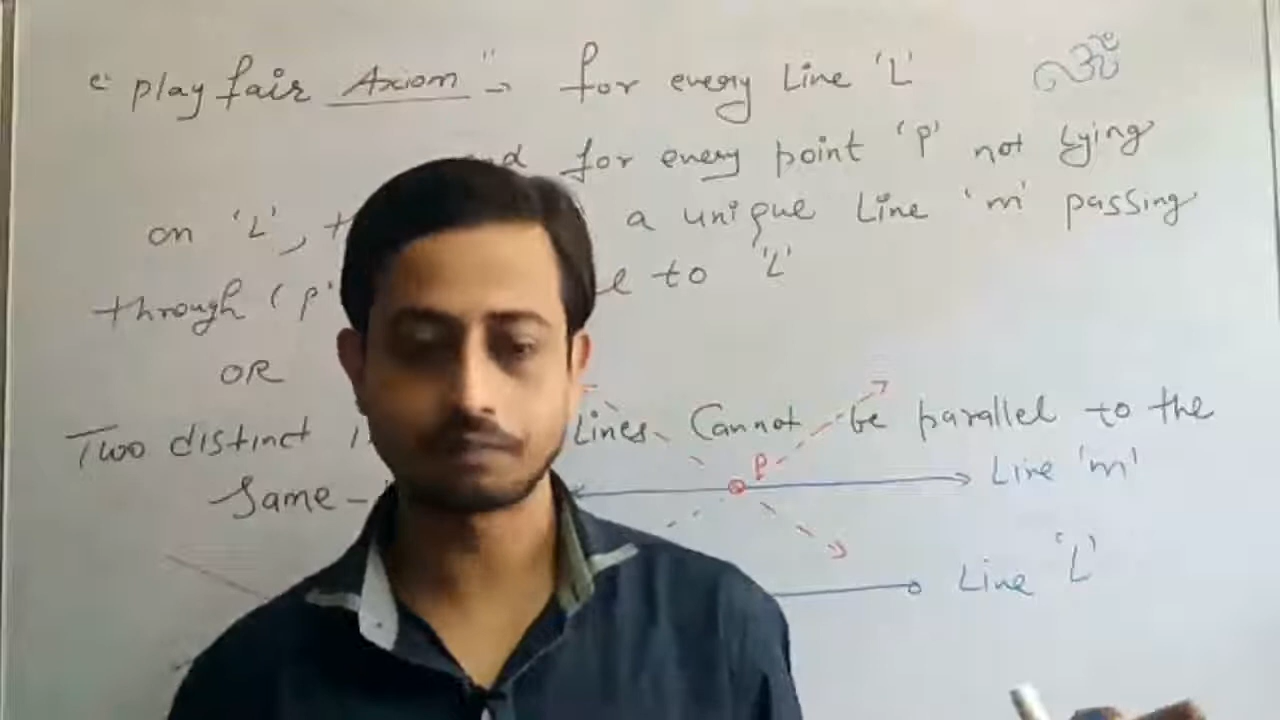 " play fair Axiom " → for every Line 'L'
for every point 'P' not lying
on 'L', a unique Line 'm' passing
through 'p' to 'L'
OR
Two distinct Lines Cannot be parallel to the
Same -
P
Line 'm'
Line 'L'
ॐ